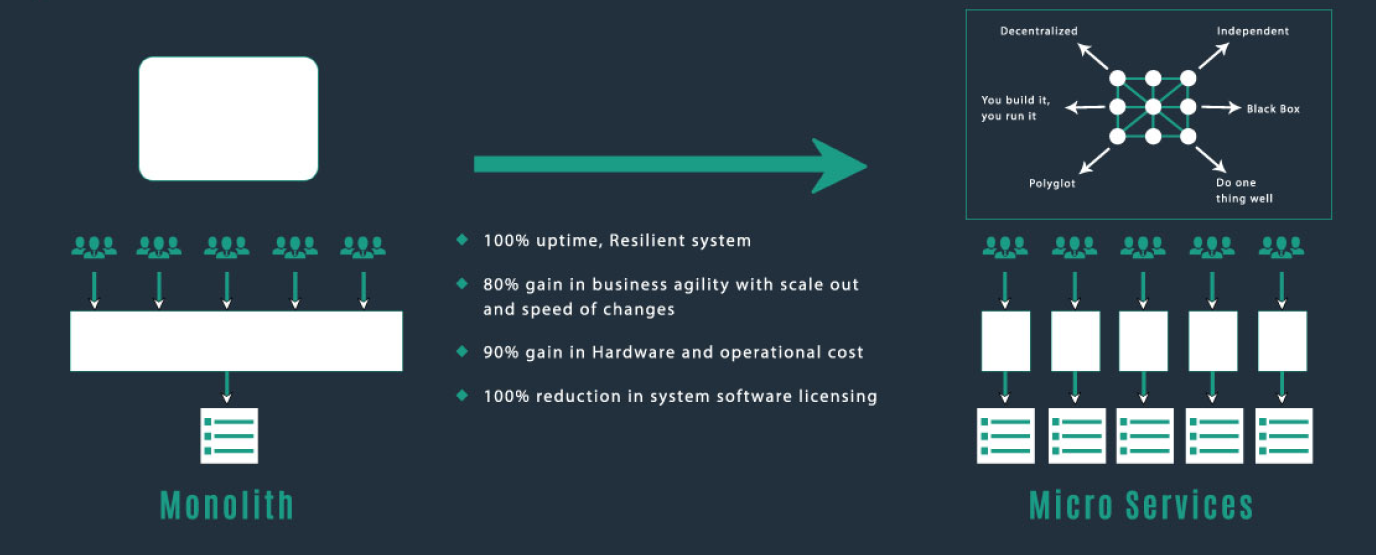 Decentralized
Independent
You build it,
you run it
Black Box
Polyglot
Do one
thing well
100% uptime, Resilient system
80% gain in business agility with scale out
and speed of changes
90% gain in Hardware and operational cost
100% reduction in system software licensing
Monolith
Micro Services